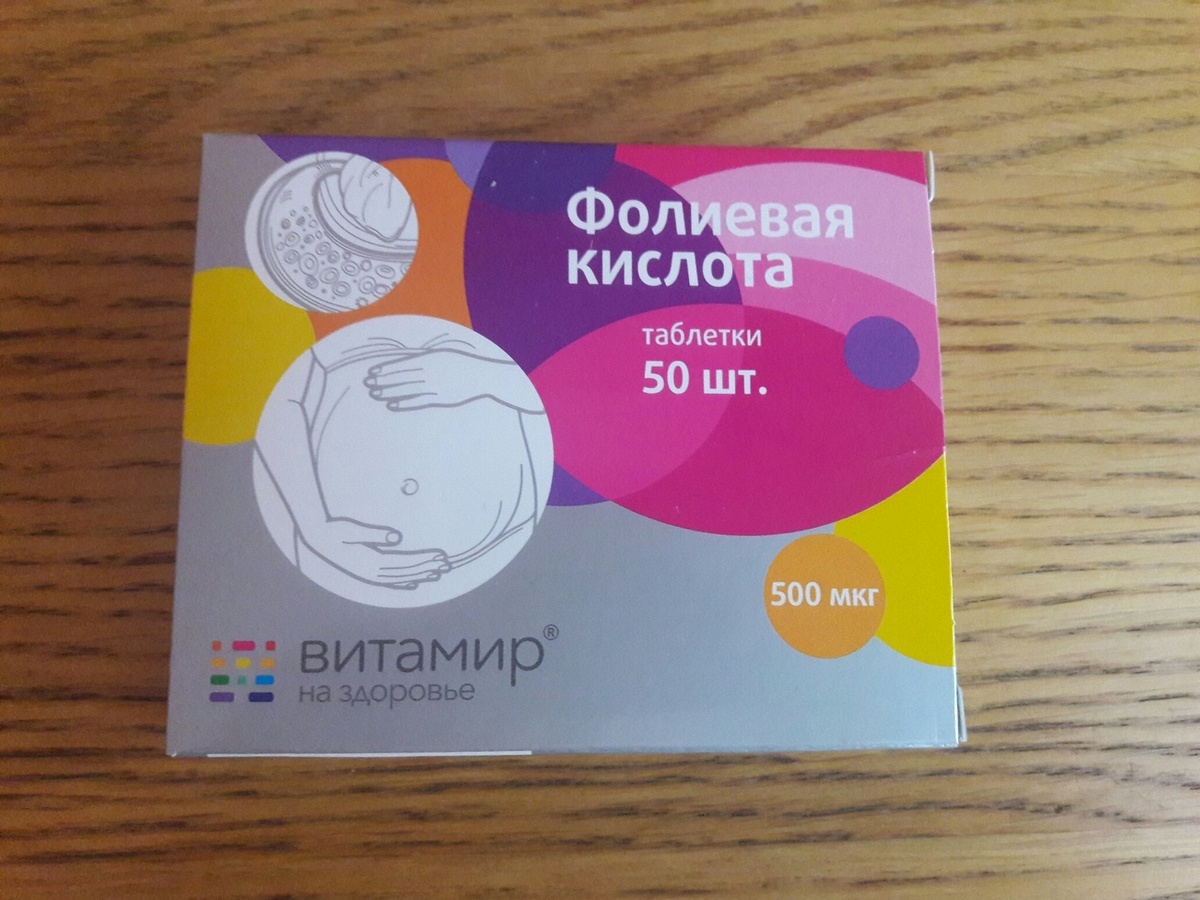 Фолиевая
кислота
таблетки
50 шт.
500 мкг
витамир®
на здоровье